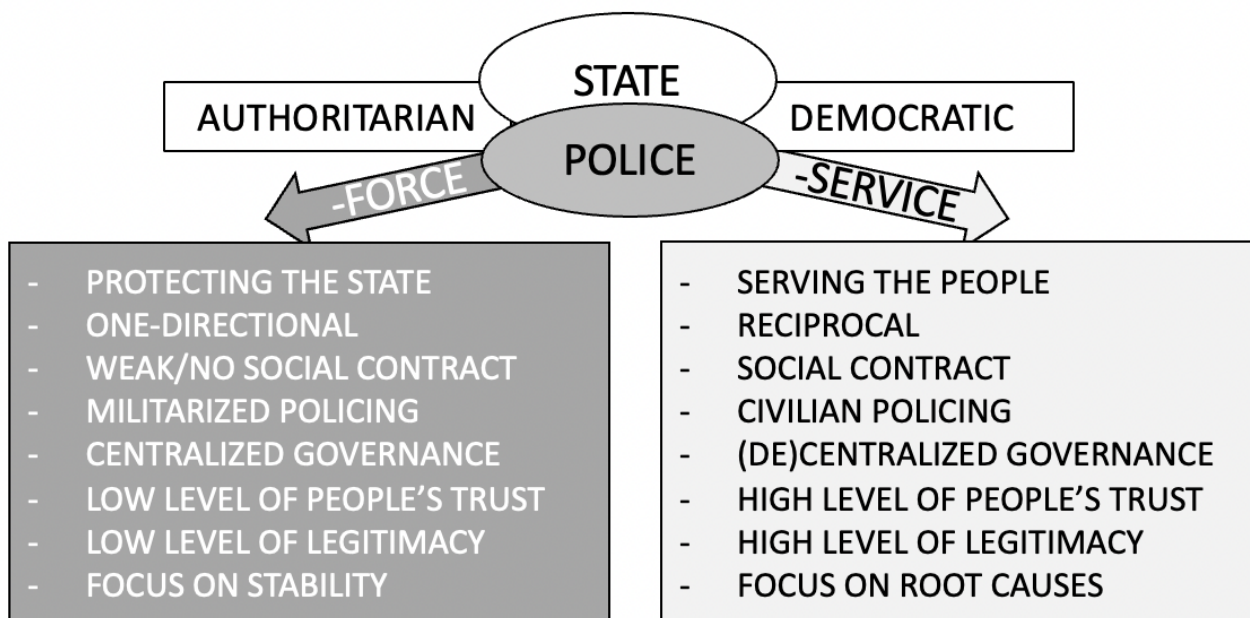 STATE
AUTHORITARIAN
DEMOCRATIC
POLICE
-FORCE
-SERVICE
- PROTECTING THE STATE
- ONE-DIRECTIONAL
- WEAK/NO SOCIAL CONTRACT
- MILITARIZED POLICING
- CENTRALIZED GOVERNANCE
- LOW LEVEL OF PEOPLE’S TRUST
- LOW LEVEL OF LEGITIMACY
- FOCUS ON STABILITY
- SERVING THE PEOPLE
- RECIPROCAL
- SOCIAL CONTRACT
- CIVILIAN POLICING
- (DE)CENTRALIZED GOVERNANCE
- HIGH LEVEL OF PEOPLE’S TRUST
- HIGH LEVEL OF LEGITIMACY
- FOCUS ON ROOT CAUSES